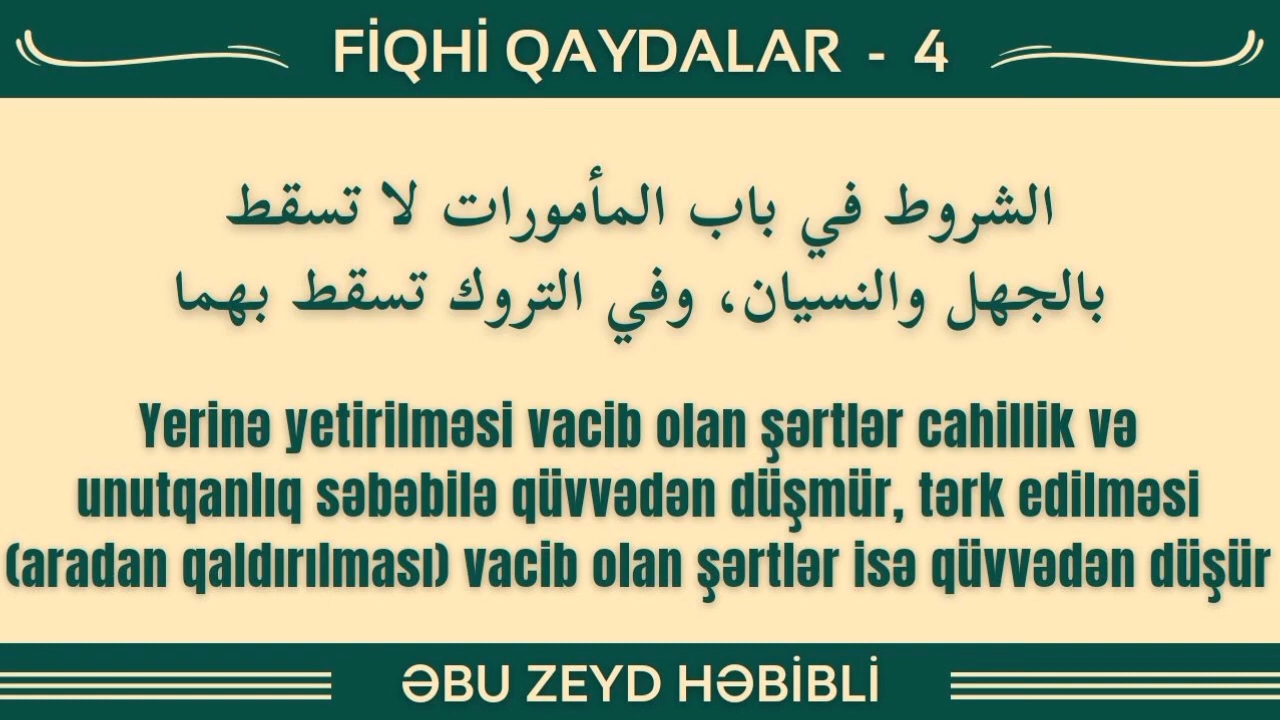 FİQHİ QAYDALAR - 4
الشروط في باب المأمورات لا تسقط
بالجهل والنسيان، وفي التروك تسقط بهما
Yerinə yetirilməsi vacib olan şərtlər cahillik və
unutqanlıq səbəbilə qüvvədən düşmür, tərk edilməsi
(aradan qaldırılması) vacib olan şərtlər isə qüvvədən düşür
ƏBU ZEYD HƏBİBLİ